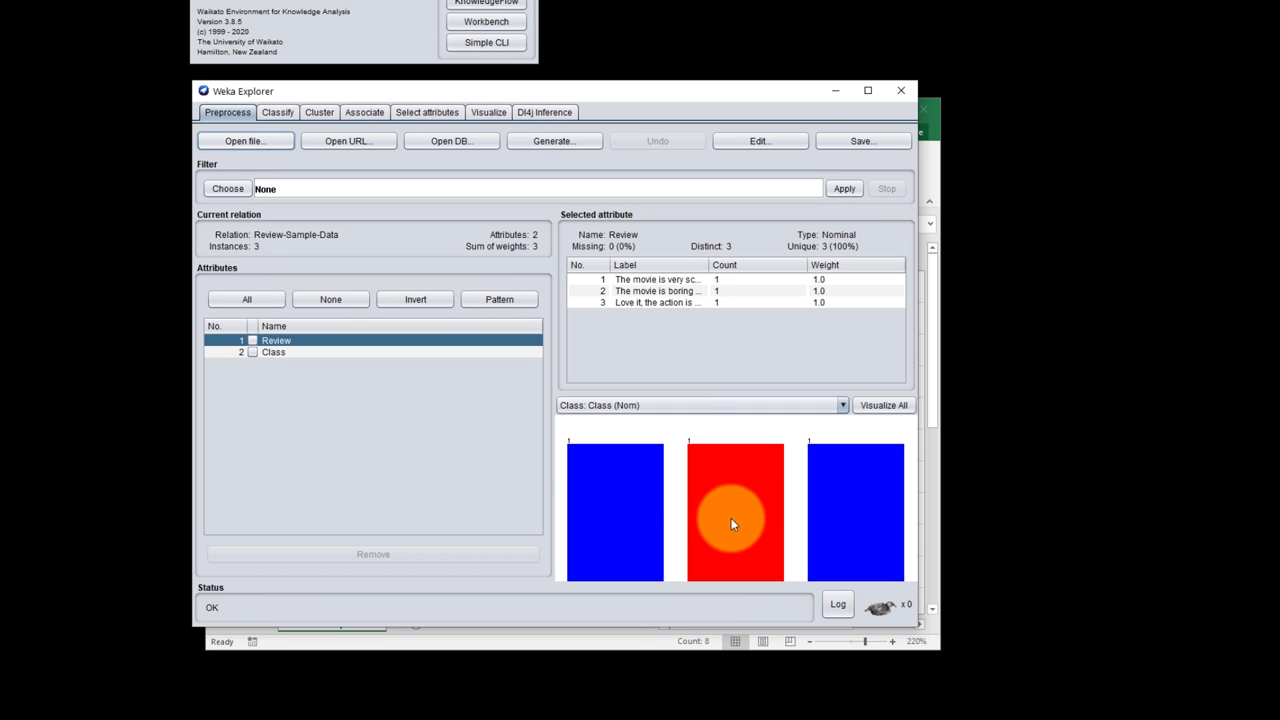 KnowledgeFlow
Waikato Environment for Knowledge Analysis
Version 3.8.5
(c) 1999 - 2020
The University of Waikato
Hamilton, New Zealand
Workbench
Simple CLI
Weka Explorer
Preprocess Classify Cluster Associate Select attributes Visualize Dl4j Inference
Open file... Open URL... Open DB... Generate... Undo Edit... Save...
Filter
Choose None Apply Stop
Current relation
Relation: Review-Sample-Data Attributes: 2
Instances: 3 Sum of weights: 3
Attributes
All None Invert Pattern
No. Name
1 Review
2 Class
Remove
Selected attribute
Name: Review Type: Nominal
Missing: 0 (0%) Distinct: 3 Unique: 3 (100%)
No. Label Count Weight
1 The movie is very sc... 1 1.0
2 The movie is boring ... 1 1.0
3 Love it, the action is ... 1 1.0
Class: Class (Nom) Visualize All
1 1 1
Status
OK Log x 0
Ready Count: 8 220%